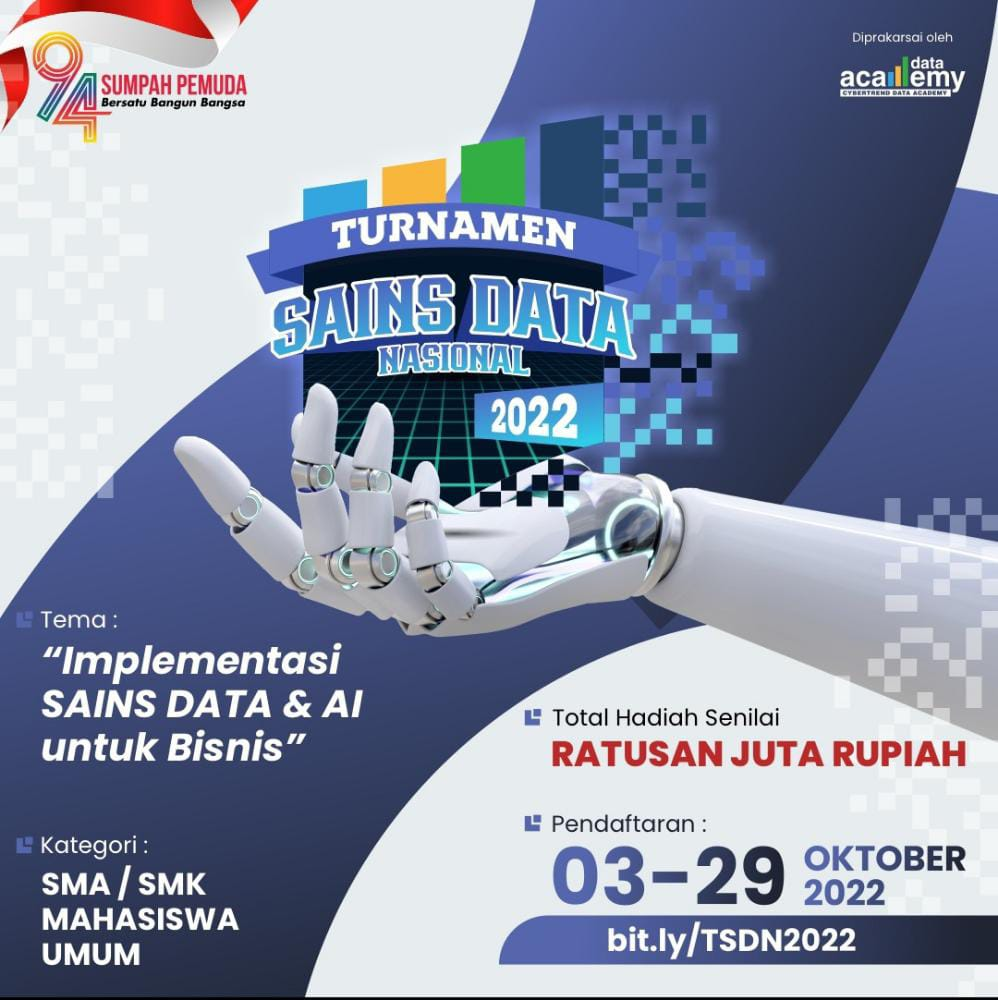 94
SUMPAH PEMUDA
Bersatu Bangun Bangsa
Diprakarsai oleh
data
academy
CYBERTREND DATA ACADEMY
TURNAMEN
SAINS DATA
NASIONAL
2022
Tema :
“Implementasi
SAINS DATA & AI
untuk Bisnis”
Kategori :
SMA / SMK
MAHASISWA
UMUM
Total Hadiah Senilai
RATUSAN JUTA RUPIAH
Pendaftaran :
03-29
OKTOBER
2022
bit.ly/TSDN2022